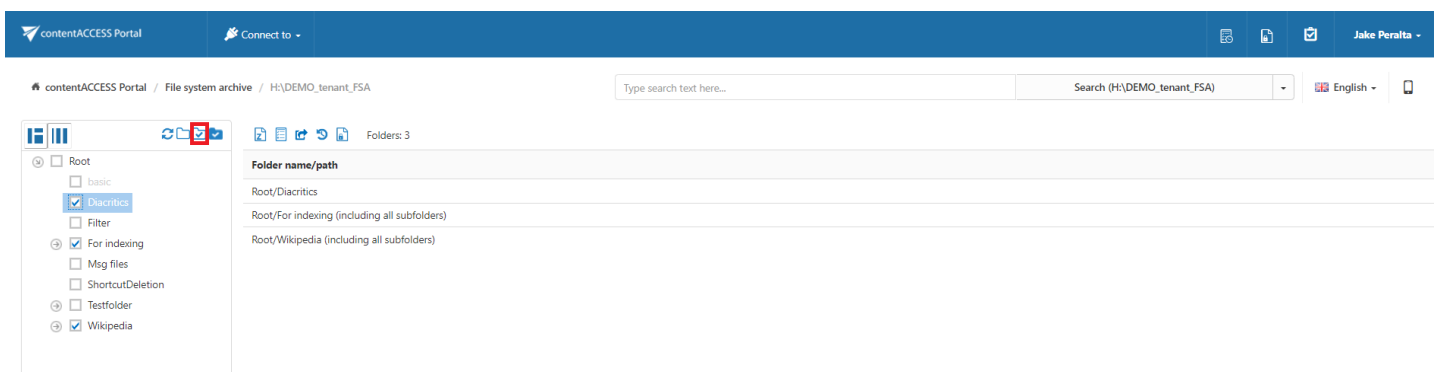 contentACCESS Portal
Connect to
Jake Peralta
contentACCESS Portal / File system archive / H:\DEMO_tenant_FSA
Type search text here...
Search (H:\DEMO_tenant_FSA)
English
Folders: 3
Root
basic
Diacritics
Filter
For indexing
Msg files
ShortcutDeletion
Testfolder
Wikipedia
Folder name/path
Root/Diacritics
Root/For indexing (including all subfolders)
Root/Wikipedia (including all subfolders)